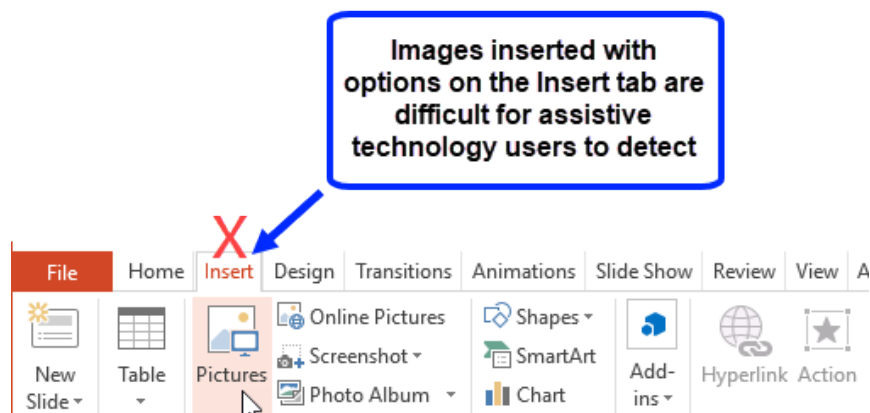 Images inserted with
options on the Insert tab are
difficult for assistive
technology users to detect
X
File Home Insert Design Transitions Animations Slide Show Review View A
New
Slide
Table
Pictures
Online Pictures
Screenshot
Photo Album
Shapes
SmartArt
Chart
Add-
ins
Hyperlink
Action